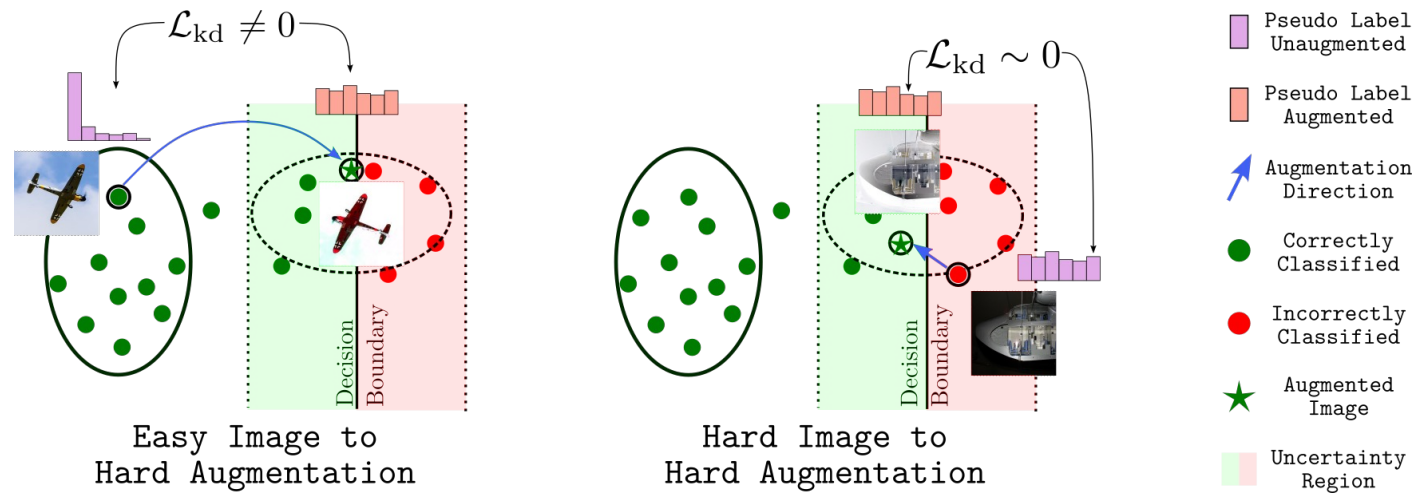 ℒkd ≠ 0
Decision
Boundary
Easy Image to
Hard Augmentation
ℒkd ∼ 0
Decision
Boundary
Hard Image to
Hard Augmentation
Pseudo Label
Unaugmented
Pseudo Label
Augmented
Augmentation
Direction
Correctly
Classified
Incorrectly
Classified
Augmented
Image
Uncertainty
Region